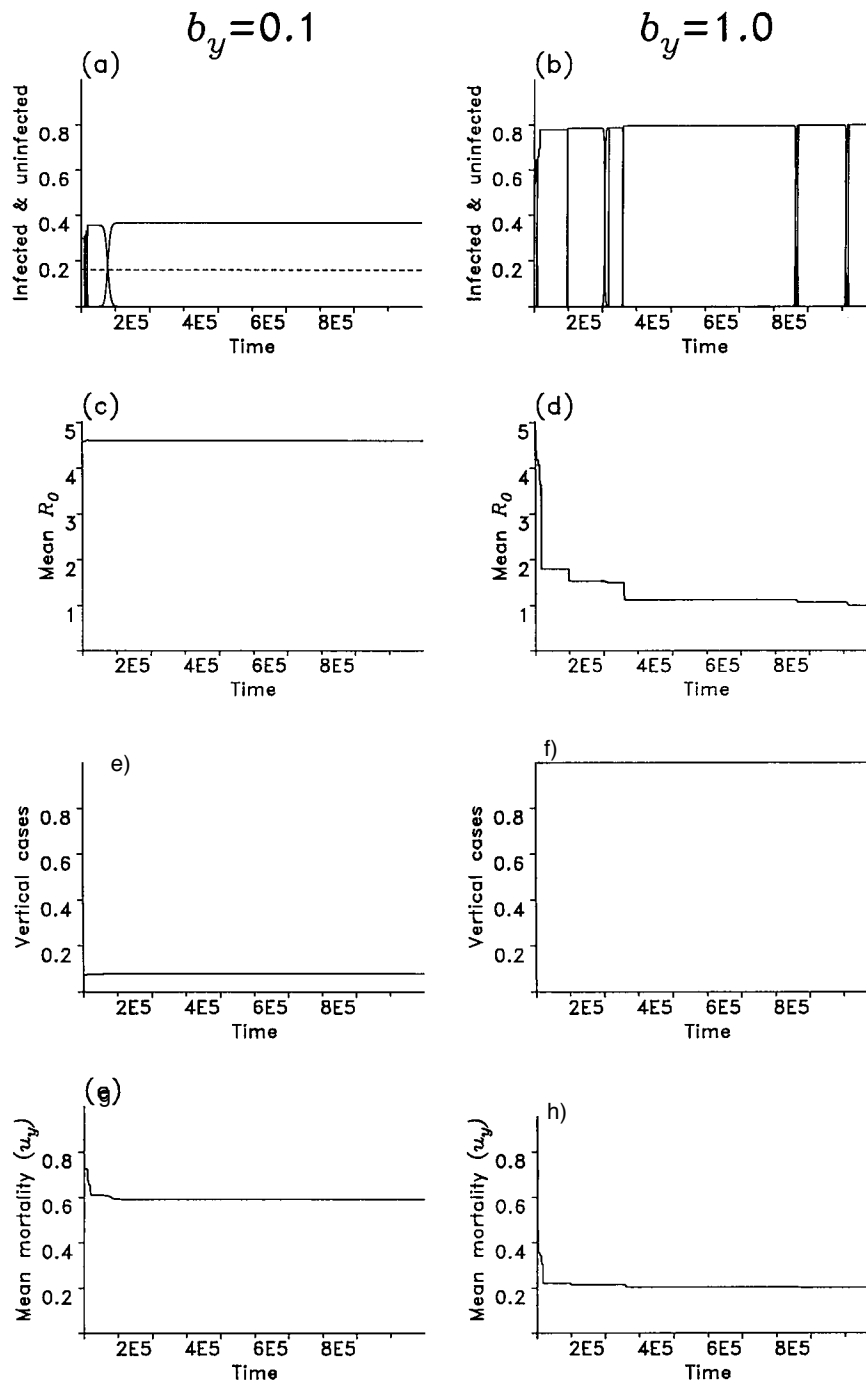 b_y=0.1
b_y=1.0
(a)
Infected & uninfected
0.8
0.6
0.4
0.2
2E5 4E5 6E5 8E5
Time
(b)
Infected & uninfected
0.8
0.6
0.4
0.2
2E5 4E5 6E5 8E5
Time
(c)
Mean R_0
5
4
3
2
1
2E5 4E5 6E5 8E5
Time
(d)
Mean R_0
5
4
3
2
1
2E5 4E5 6E5 8E5
Time
e)
Vertical cases
0.8
0.6
0.4
0.2
2E5 4E5 6E5 8E5
Time
f)
Vertical cases
0.8
0.6
0.4
0.2
2E5 4E5 6E5 8E5
Time
Mean mortality (u_y)
0.8
0.6
0.4
0.2
2E5 4E5 6E5 8E5
Time
h)
Mean mortality (u_y)
0.8
0.6
0.4
0.2
2E5 4E5 6E5 8E5
Time